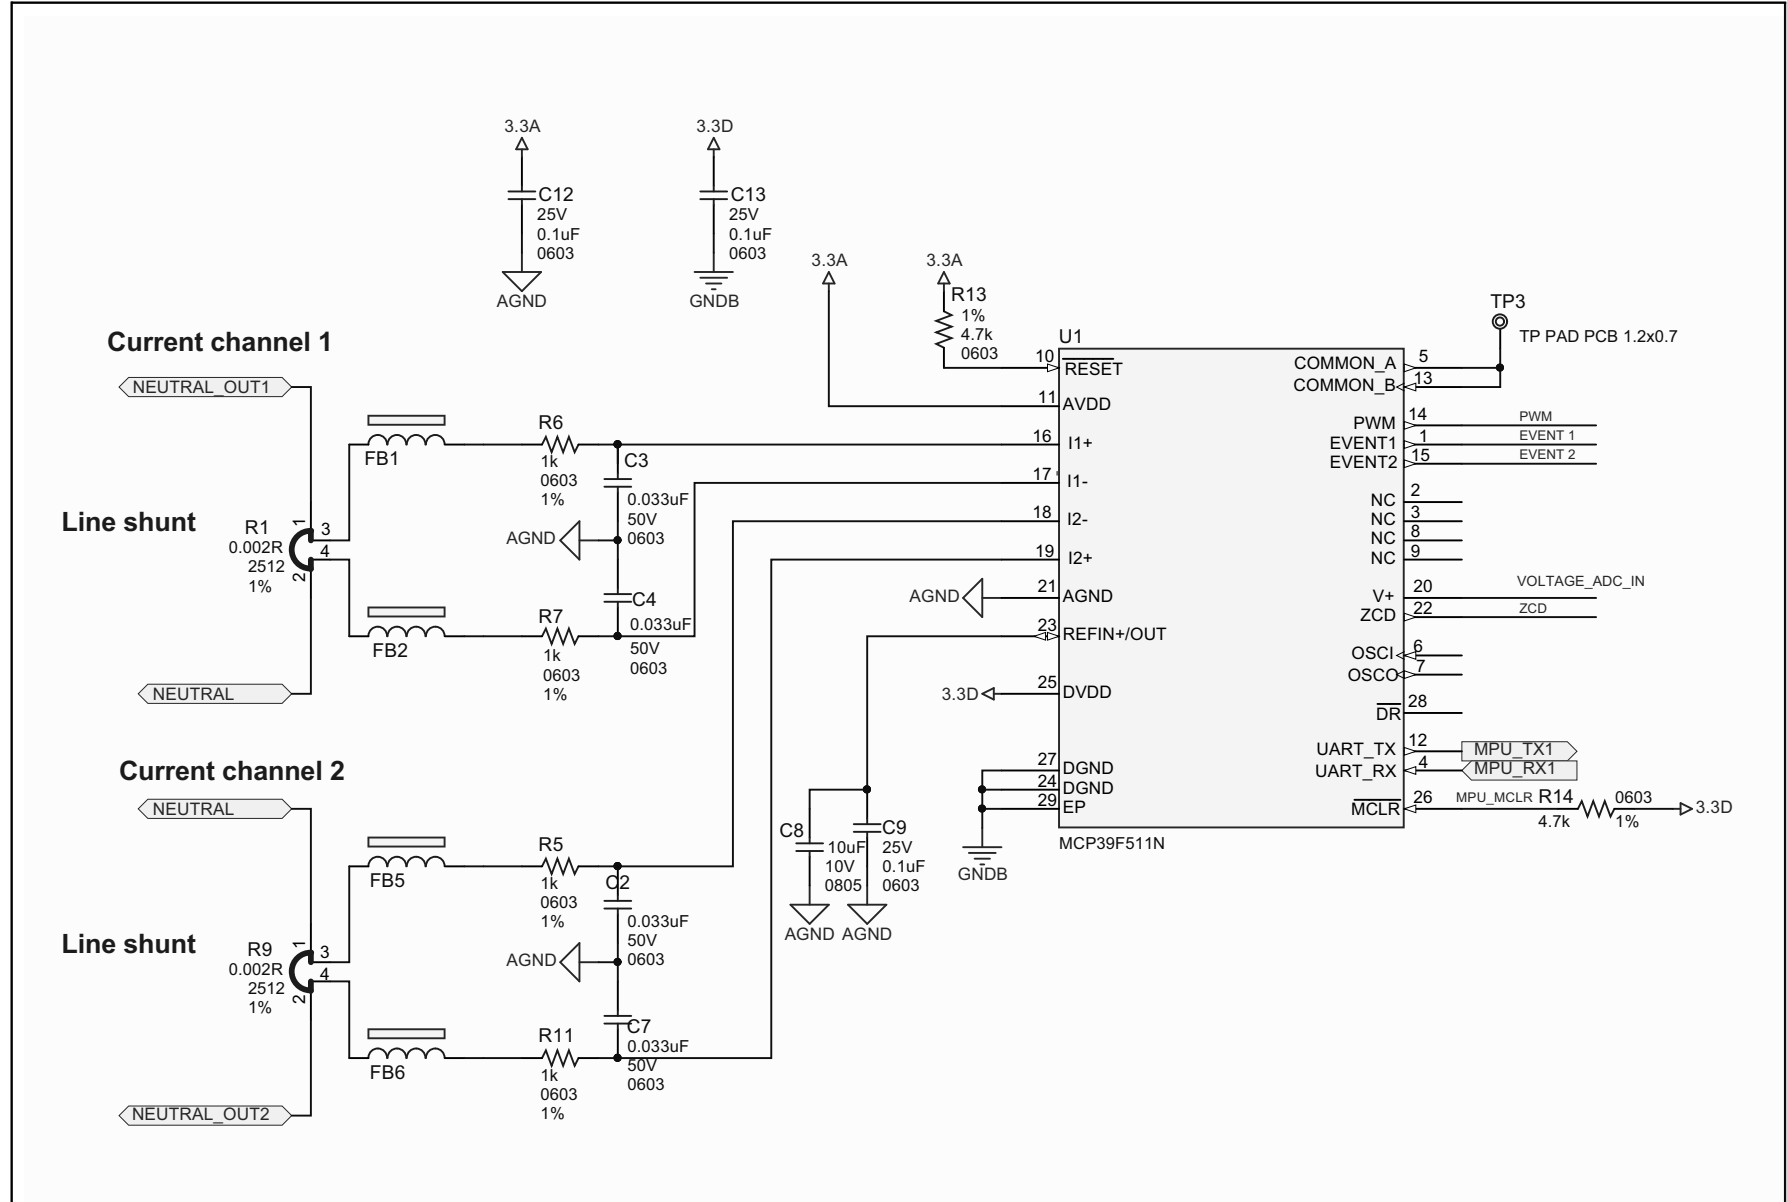 3.3A
C12
25V
0.1uF
0603
AGND
3.3D
C13
25V
0.1uF
0603
GNDB
3.3A
3.3A
R13
1%
4.7k
0603
TP3
TP PAD PCB 1.2x0.7
Current channel 1
NEUTRAL_OUT1
Line shunt
R1
0.002R
2512
1%
1
3
4
2
FB1
FB2
R6
1k
0603
1%
C3
0.033uF
50V
0603
AGND
C4
0.033uF
50V
0603
R7
1k
0603
1%
NEUTRAL
Current channel 2
NEUTRAL
Line shunt
R9
0.002R
2512
1%
1
3
4
2
FB5
FB6
R5
1k
0603
1%
C2
0.033uF
50V
0603
AGND
C7
0.033uF
50V
0603
R11
1k
0603
1%
NEUTRAL_OUT2
U1
10 RESET
11 AVDD
16 I1+
17 I1-
18 I2-
19 I2+
AGND 21 AGND
23 REFIN+/OUT
3.3D 25 DVDD
27 DGND
24 DGND
29 EP
GNDB
MCP39F511N
C8
10uF
10V
0805
AGND
C9
25V
0.1uF
0603
AGND
COMMON_A 5
COMMON_B 13
PWM 14 PWM
EVENT1 1 EVENT 1
EVENT2 15 EVENT 2
NC 2
NC 3
NC 8
NC 9
V+ 20 VOLTAGE_ADC_IN
ZCD 22 ZCD
OSCI 6
OSCO 7
DR 28
UART_TX 12 MPU_TX1
UART_RX 4 MPU_RX1
MCLR 26 MPU_MCLR R14 0603 3.3D
4.7k 1%